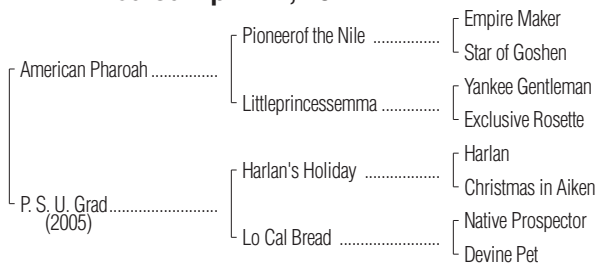 Empire Maker
Pioneerof the Nile ................
Star of Goshen
American Pharoah ................
Yankee Gentleman
Littleprincessemma ..............
Exclusive Rosette
Harlan
Harlan's Holiday ..................
Christmas in Aiken
P. S. U. Grad..........................
(2005)
Native Prospector
Lo Cal Bread ........................
Devine Pet